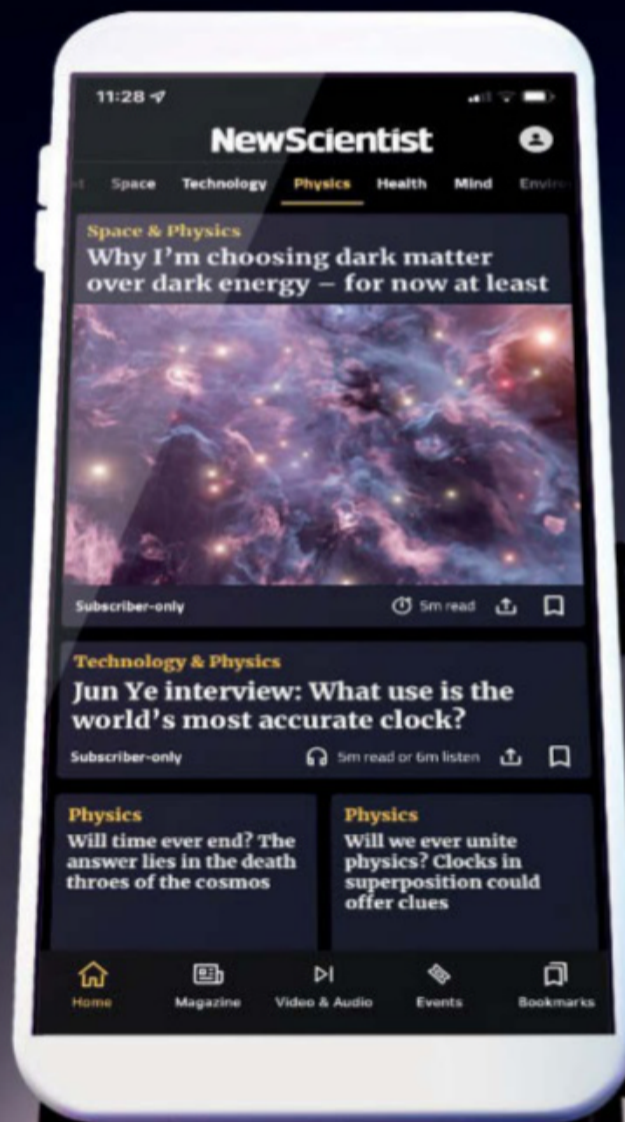 11:28
NewScientist
Space Technology Physics Health Mind
Space & Physics
Why I'm choosing dark matter
over dark energy – for now at least
Subscriber-only 5m read
Technology & Physics
Jun Ye interview: What use is the
world's most accurate clock?
Subscriber-only 5m read or 6m listen
Physics
Will time ever end? The
answer lies in the death
throes of the cosmos
Physics
Will we ever unite
physics? Clocks in
superposition could
offer clues
Home Magazine Video & Audio Events Bookmarks